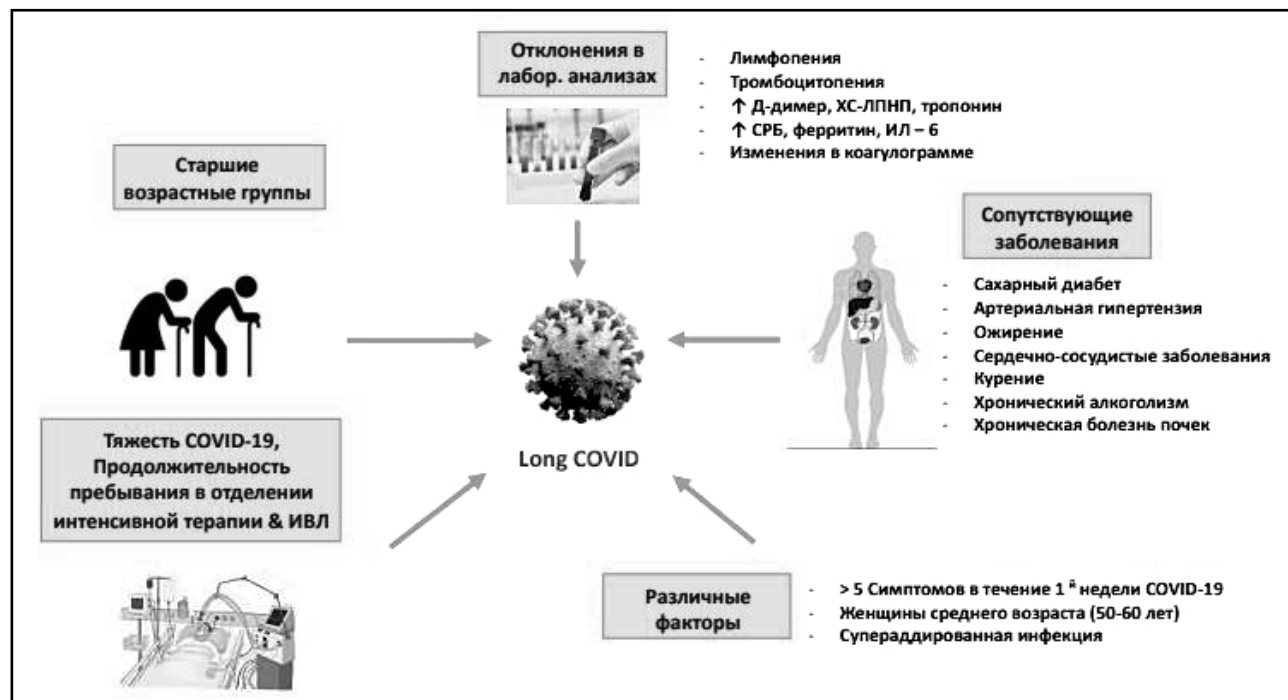 Отклонения в
лабор. анализах
- Лимфопения
- Тромбоцитопения
- ↑ Д-димер, ХС-ЛПНП, тропонин
- ↑ СРБ, ферритин, ИЛ – 6
- Изменения в коагулограмме
Старшие
возрастные группы
Сопутствующие
заболевания
- Сахарный диабет
- Артериальная гипертензия
- Ожирение
- Сердечно-сосудистые заболевания
- Курение
- Хронический алкоголизм
- Хроническая болезнь почек
Тяжесть COVID-19,
Продолжительность
пребывания в отделении
интенсивной терапии & ИВЛ
Long COVID
Различные
факторы
- > 5 Симптомов в течение 1 й недели COVID-19
- Женщины среднего возраста (50-60 лет)
- Супераддированная инфекция